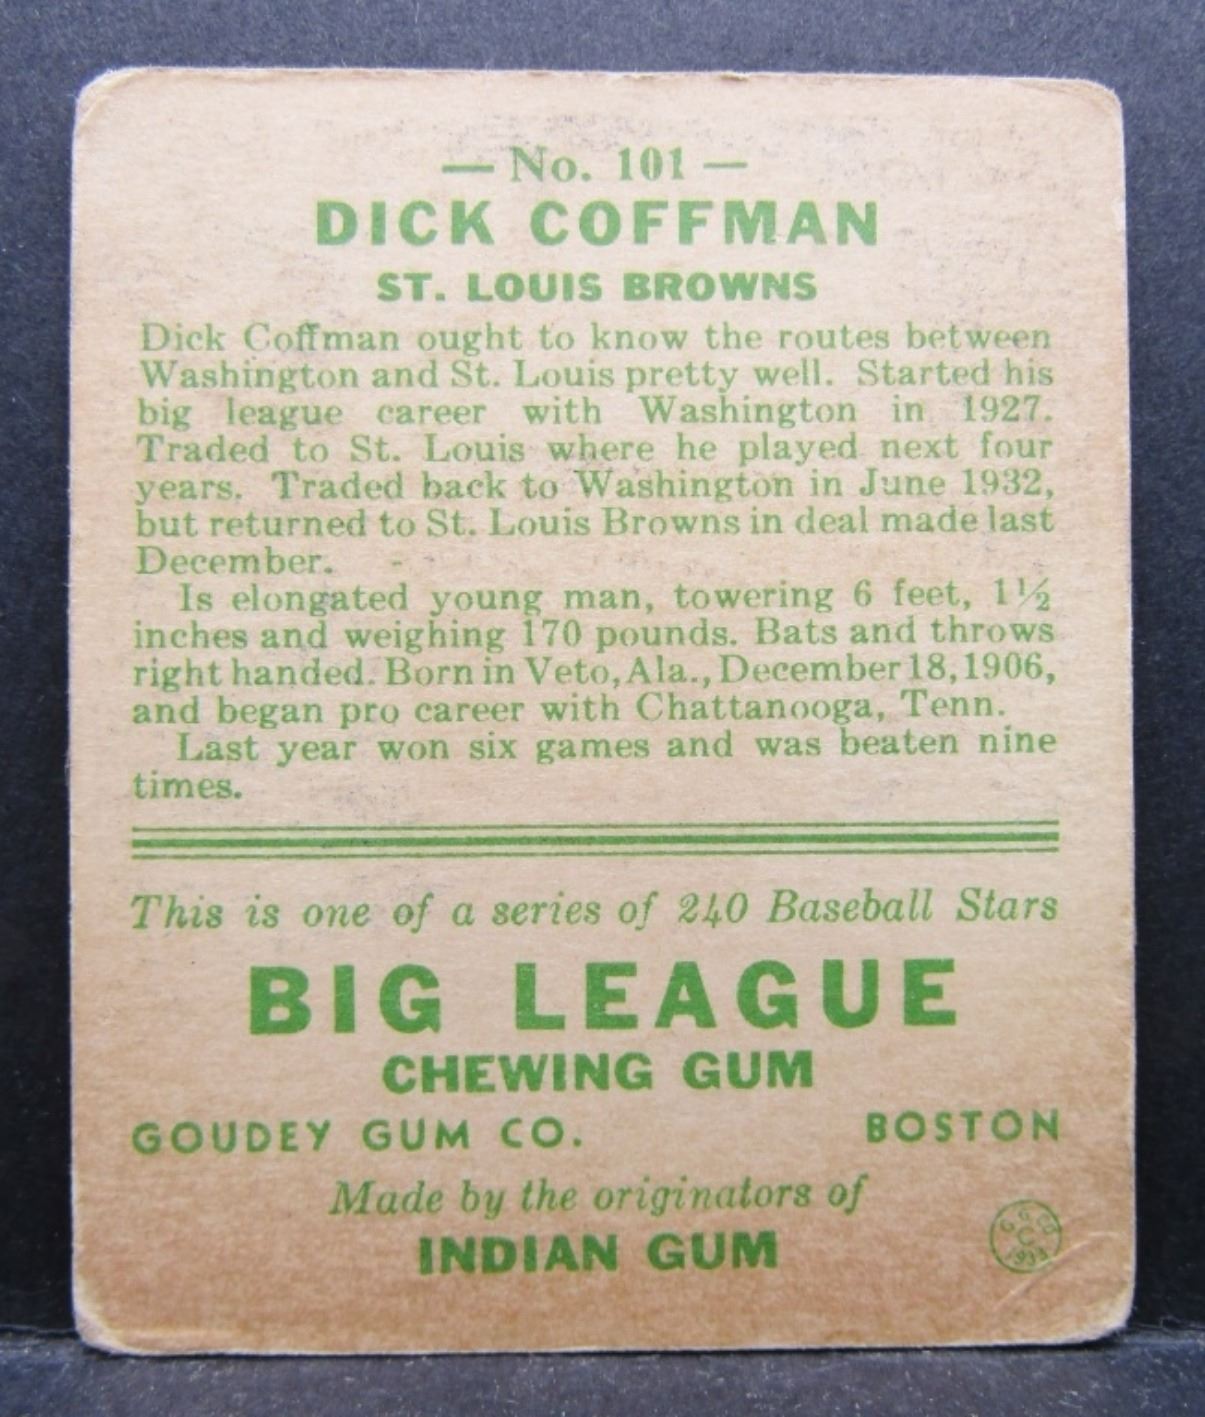 — No. 101 —
DICK COFFMAN
ST. LOUIS BROWNS
Dick Coffman ought to know the routes between
Washington and St. Louis pretty well. Started his
big league career with Washington in 1927.
Traded to St. Louis where he played next four
years. Traded back to Washington in June 1932,
but returned to St. Louis Browns in deal made last
December.
Is elongated young man, towering 6 feet, 1½
inches and weighing 170 pounds. Bats and throws
right handed. Born in Veto, Ala., December 18, 1906,
and began pro career with Chattanooga, Tenn.
Last year won six games and was beaten nine
times.
This is one of a series of 240 Baseball Stars
BIG LEAGUE
CHEWING GUM
GOUDEY GUM CO. BOSTON
Made by the originators of
INDIAN GUM
G. G. CO.
C
1933